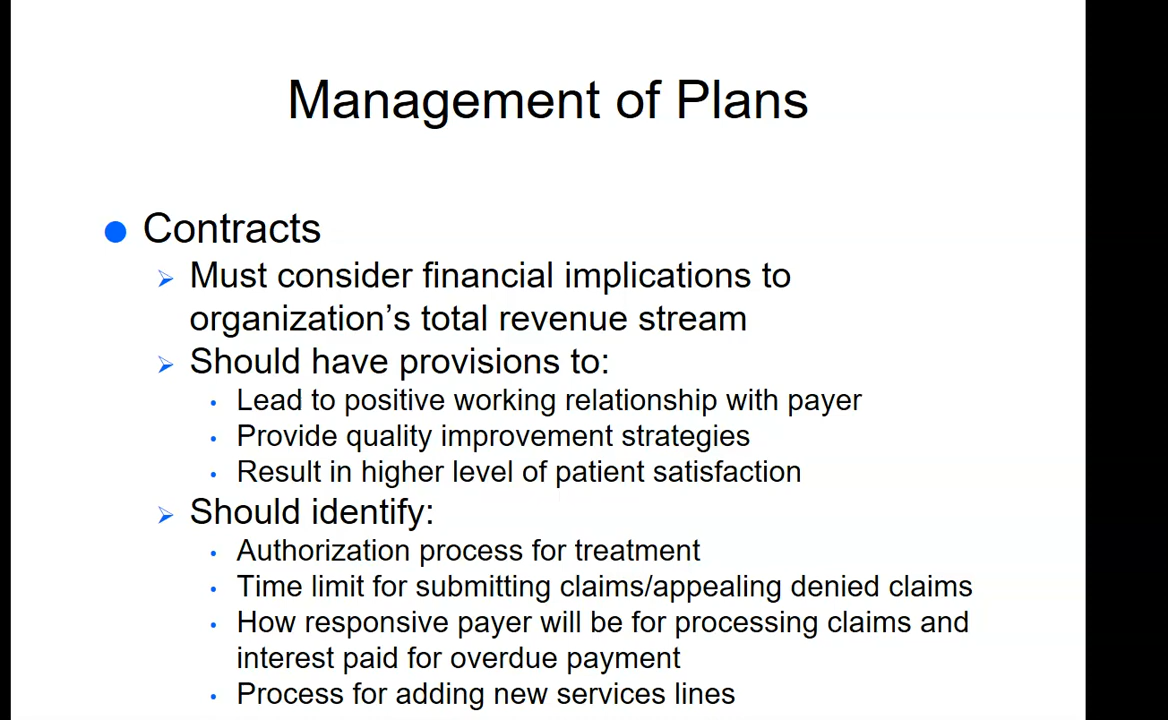 Management of Plans
Contracts
Must consider financial implications to
organization’s total revenue stream
Should have provisions to:
Lead to positive working relationship with payer
Provide quality improvement strategies
Result in higher level of patient satisfaction
Should identify:
Authorization process for treatment
Time limit for submitting claims/appealing denied claims
How responsive payer will be for processing claims and
interest paid for overdue payment
Process for adding new services lines